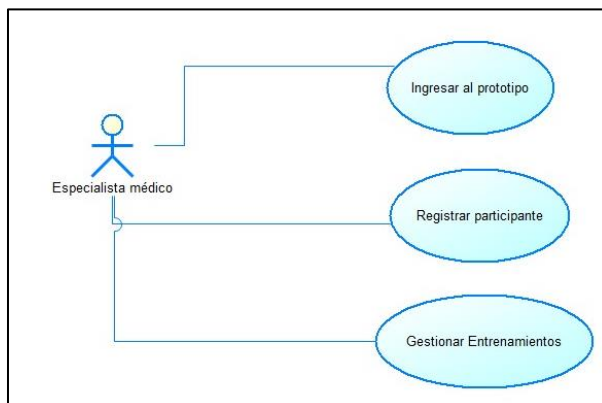 Ingresar al prototipo
Especialista médico
Registrar participante
Gestionar Entrenamientos